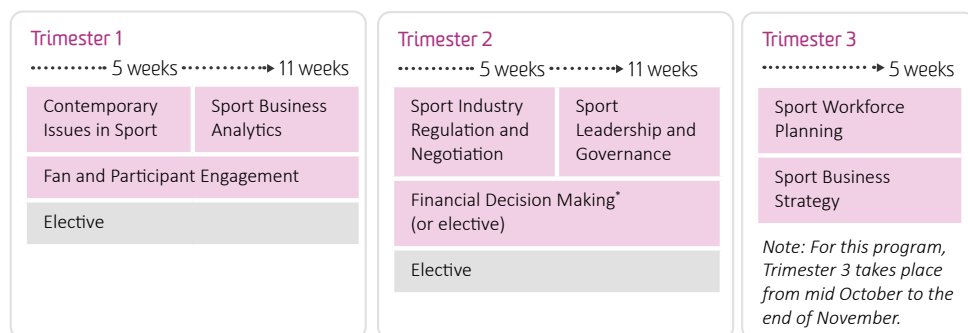 Trimester 1
5 weeks 11 weeks
Contemporary
Issues in Sport
Sport Business
Analytics
Fan and Participant Engagement
Elective
Trimester 2
5 weeks 11 weeks
Sport Industry
Regulation and
Negotiation
Sport
Leadership and
Governance
Financial Decision Making*
(or elective)
Elective
Trimester 3
5 weeks
Sport Workforce
Planning
Sport Business
Strategy
Note: For this program,
Trimester 3 takes place
from mid October to the
end of November.